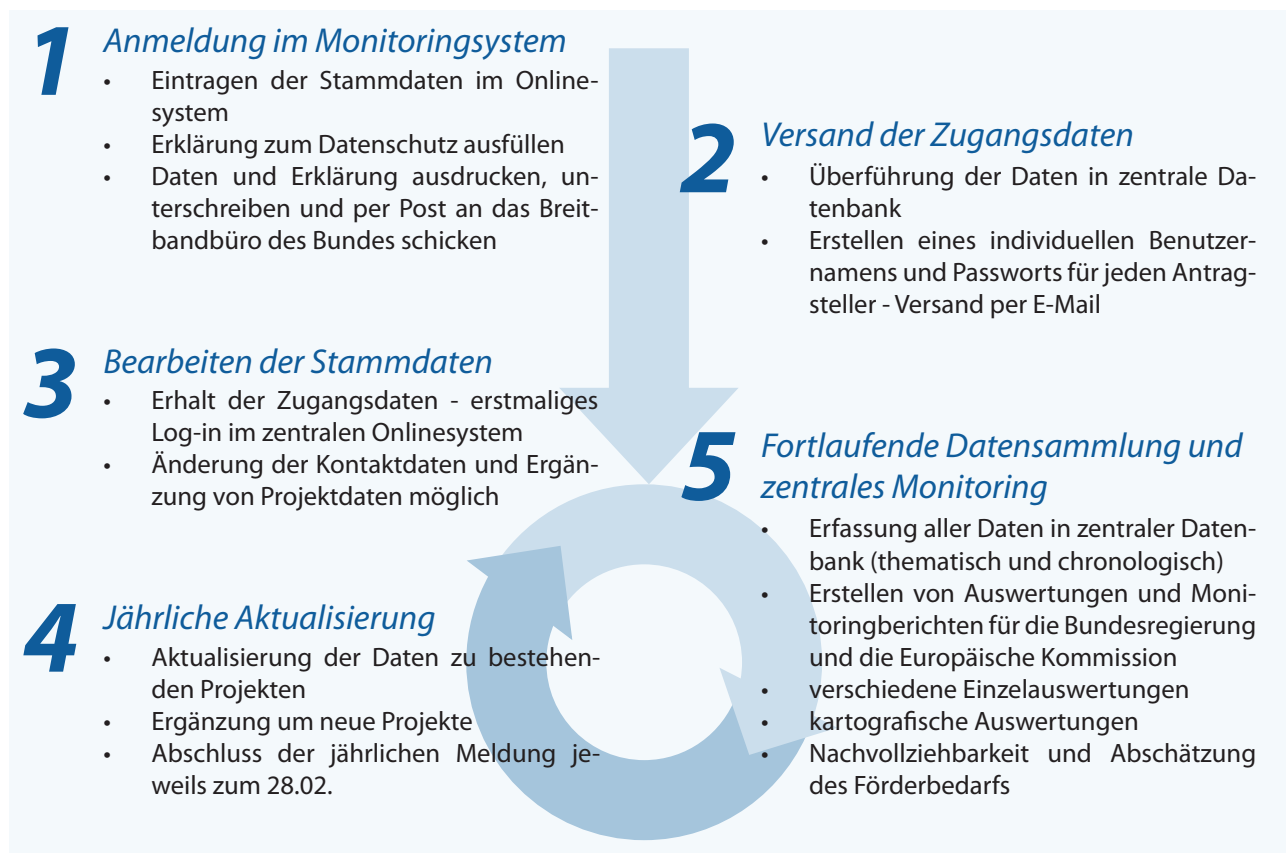 1 Anmeldung im Monitoringsystem
• Eintragen der Stammdaten im Online-
system
• Erklärung zum Datenschutz ausfüllen
• Daten und Erklärung ausdrucken, un-
terschreiben und per Post an das Breit-
bandbüro des Bundes schicken
2 Versand der Zugangsdaten
• Überführung der Daten in zentrale Da-
tenbank
• Erstellen eines individuellen Benutzer-
namens und Passworts für jeden Antrag-
steller - Versand per E-Mail
3 Bearbeiten der Stammdaten
• Erhalt der Zugangsdaten - erstmaliges
Log-in im zentralen Onlinesystem
• Änderung der Kontaktdaten und Ergän-
zung von Projektdaten möglich
4 Jährliche Aktualisierung
• Aktualisierung der Daten zu bestehen-
den Projekten
• Ergänzung um neue Projekte
• Abschluss der jährlichen Meldung je-
weils zum 28.02.
5 Fortlaufende Datensammlung und
zentrales Monitoring
• Erfassung aller Daten in zentraler Daten-
bank (thematisch und chronologisch)
• Erstellen von Auswertungen und Moni-
toringberichten für die Bundesregierung
und die Europäische Kommission
• verschiedene Einzelauswertungen
• kartografische Auswertungen
• Nachvollziehbarkeit und Abschätzung
des Förderbedarfs